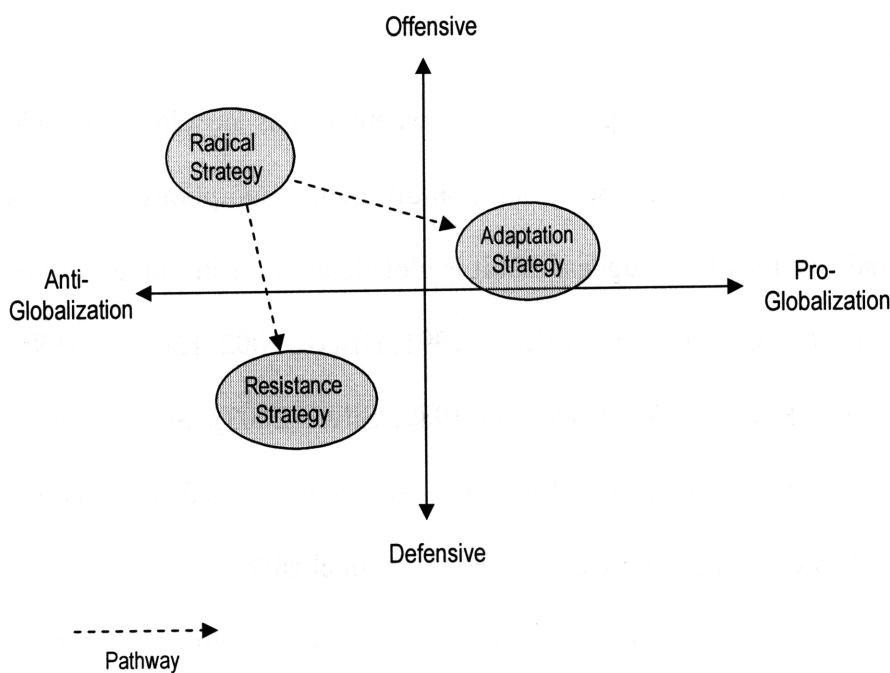 Offensive
Radical
Strategy
Adaptation
Strategy
Anti-
Globalization
Pro-
Globalization
Resistance
Strategy
Defensive
Pathway